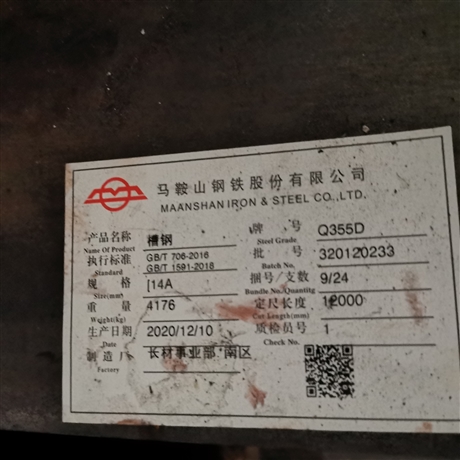 马鞍山钢铁股份有限公司
MAANSHAN IRON & STEEL CO.,LTD.
产品名称 槽钢 牌 号 Q355D
Name of Product Steel Grade
执行标准 GB/T 706-2016 批 号 320120233
Standard GB/T 1591-2018 Batch No.
规 格 [14A 捆号/支数 9/24
Size(mm) Bundle No./Quantitg
重 量 4176 定尺长度 12000
Weight(kg) Cut Length(mm)
生产日期 2020/12/10 质检员号 1
Date Check No.
制造厂 长材事业部.南区
Factory